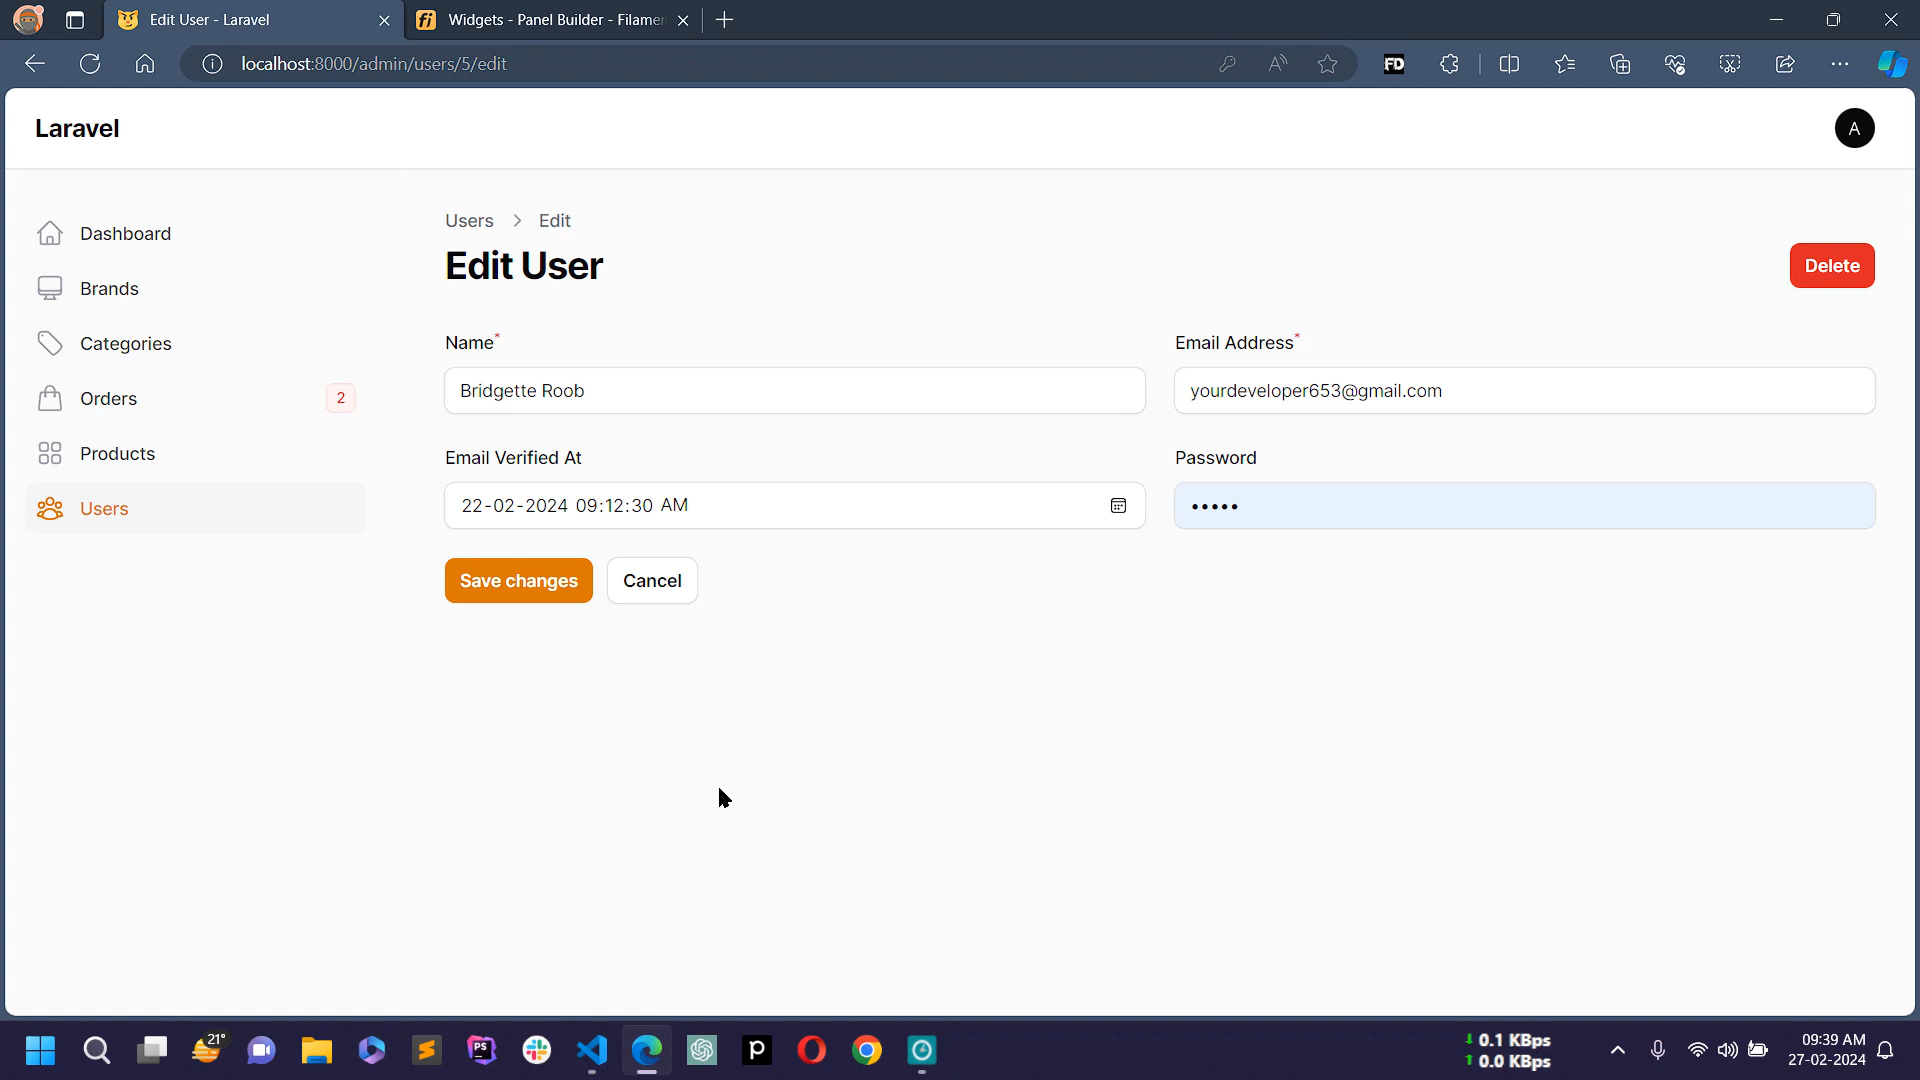 Edit User - Laravel
Widgets - Panel Builder - Filamen
localhost:8000/admin/users/5/edit
FD
Laravel
A
Dashboard
Brands
Categories
Orders 2
Products
Users
Users > Edit
Edit User
Delete
Name*
Bridgette Roob
Email Address*
yourdeveloper653@gmail.com
Email Verified At
22-02-2024 09:12:30 AM
Password
•••••
Save changes
Cancel
21°
PS
P
0.1 KBps
0.0 KBps
09:39 AM
27-02-2024